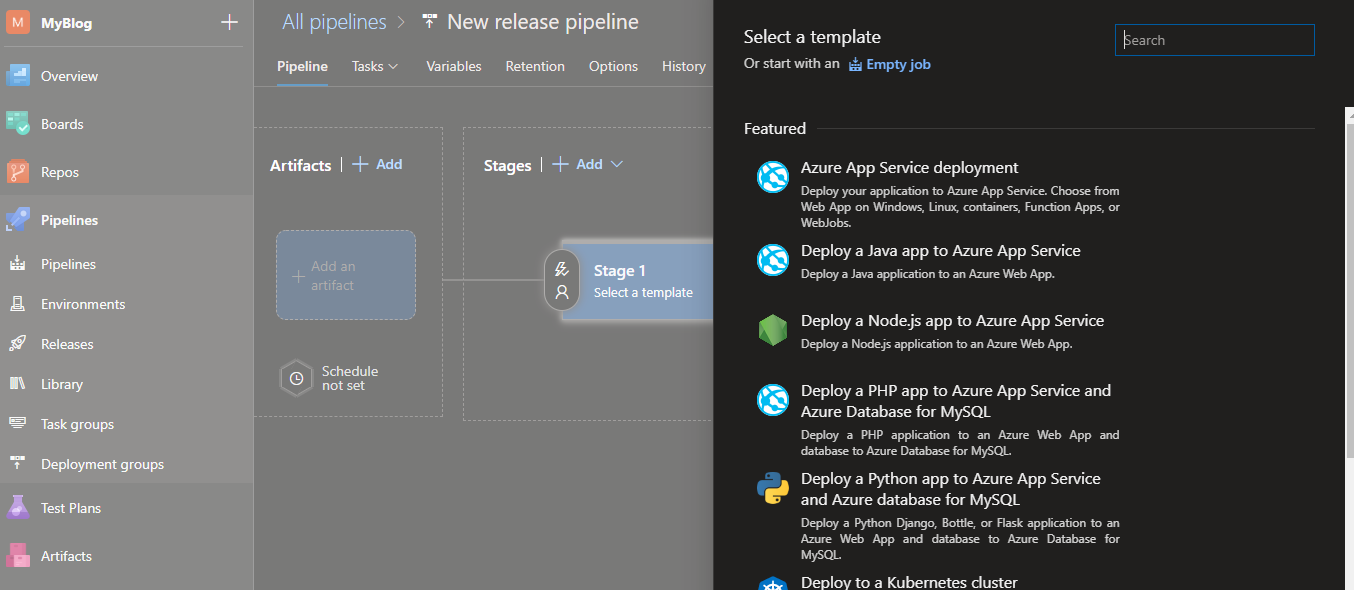 M MyBlog
Overview
Boards
Repos
Pipelines
Pipelines
Environments
Releases
Library
Task groups
Deployment groups
Test Plans
Artifacts
All pipelines > New release pipeline
Pipeline Tasks Variables Retention Options History
Artifacts | + Add
Add an
artifact
Schedule
not set
Stages | + Add
Stage 1
Select a template
Select a template
Or start with an Empty job
Search
Featured
Azure App Service deployment
Deploy your application to Azure App Service. Choose from
Web App on Windows, Linux, containers, Function Apps, or
WebJobs.
Deploy a Java app to Azure App Service
Deploy a Java application to an Azure Web App.
Deploy a Node.js app to Azure App Service
Deploy a Node.js application to an Azure Web App.
Deploy a PHP app to Azure App Service and
Azure Database for MySQL
Deploy a PHP application to an Azure Web App and
database to Azure Database for MySQL.
Deploy a Python app to Azure App Service
and Azure database for MySQL
Deploy a Python Django, Bottle, or Flask application to an
Azure Web App and database to Azure Database for
MySQL.
Deploy to a Kubernetes cluster